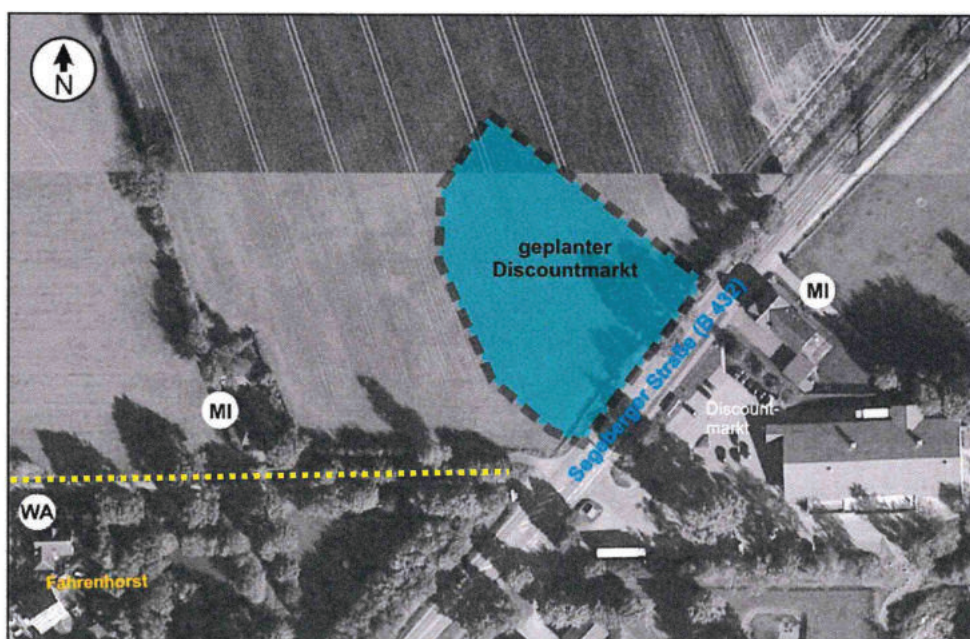 N
geplanter
Discountmarkt
MI
Segeberger Straße (B 432)
MI
Discount-
markt
WA
Fahrenhorst